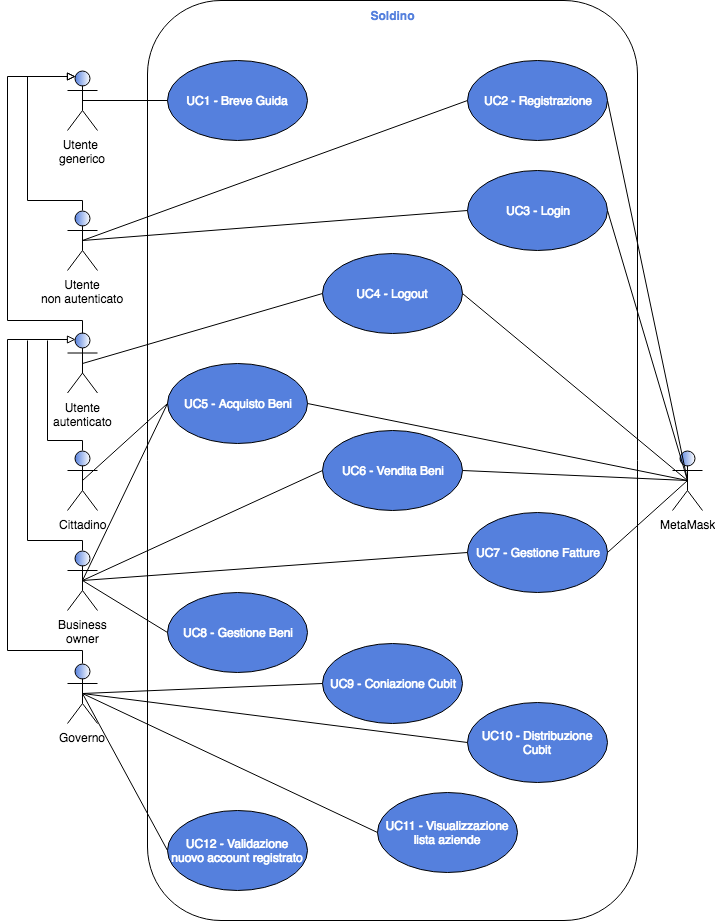 Soldino
UC1 - Breve Guida
UC2 - Registrazione
Utente
generico
UC3 - Login
Utente
non autenticato
UC4 - Logout
Utente
autenticato
UC5 - Acquisto Beni
UC6 - Vendita Beni
Cittadino
MetaMask
UC7 - Gestione Fatture
Business
owner
UC8 - Gestione Beni
UC9 - Coniazione Cubit
Governo
UC10 - Distribuzione
Cubit
UC11 - Visualizzazione
lista aziende
UC12 - Validazione
nuovo account registrato